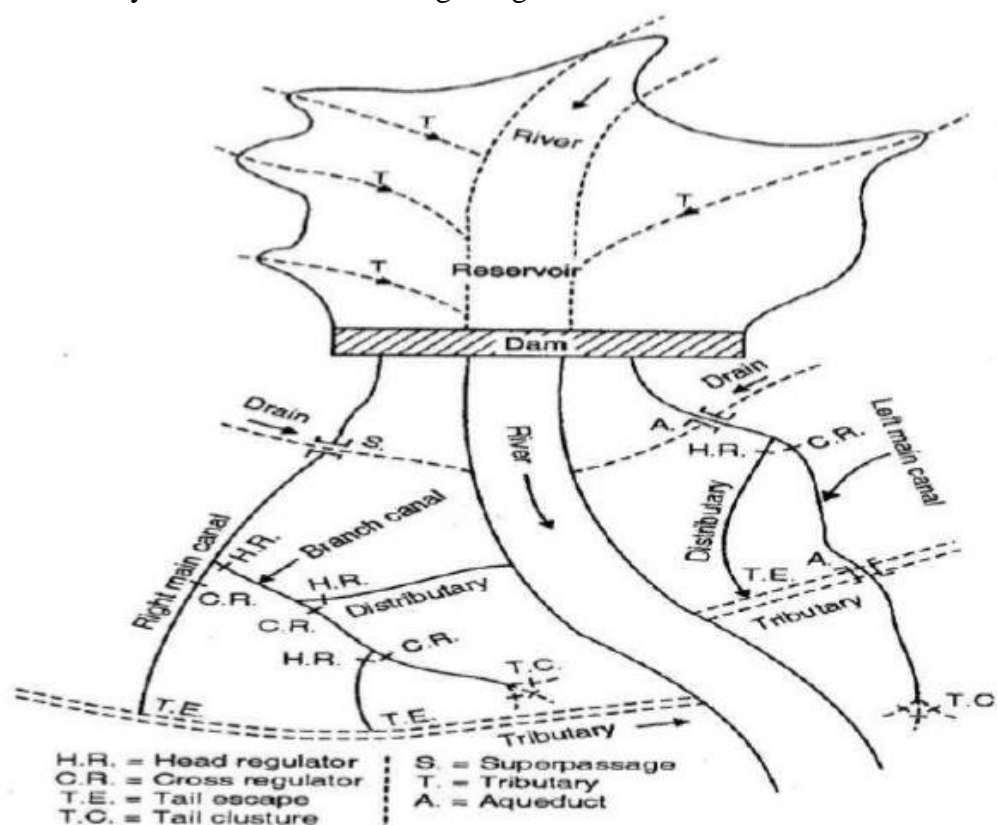 River
T
T
T
T
Reservoir
Dam
Drain
Drain
S.
A.
H.R.
C.R.
River
Left main canal
Distributary
H.R.
Branch canal
Right main canal
H.R.
C.R.
Distributary
C.R.
T.E.
A.
Tributary
H.R.
C.R.
T.C.
T.C
T.E.
T.E.
Tributary
H.R. = Head regulator
C.R. = Cross regulator
T.E. = Tail escape
T.C. = Tail clusture
S. = Superpassage
T. = Tributary
A. = Aqueduct